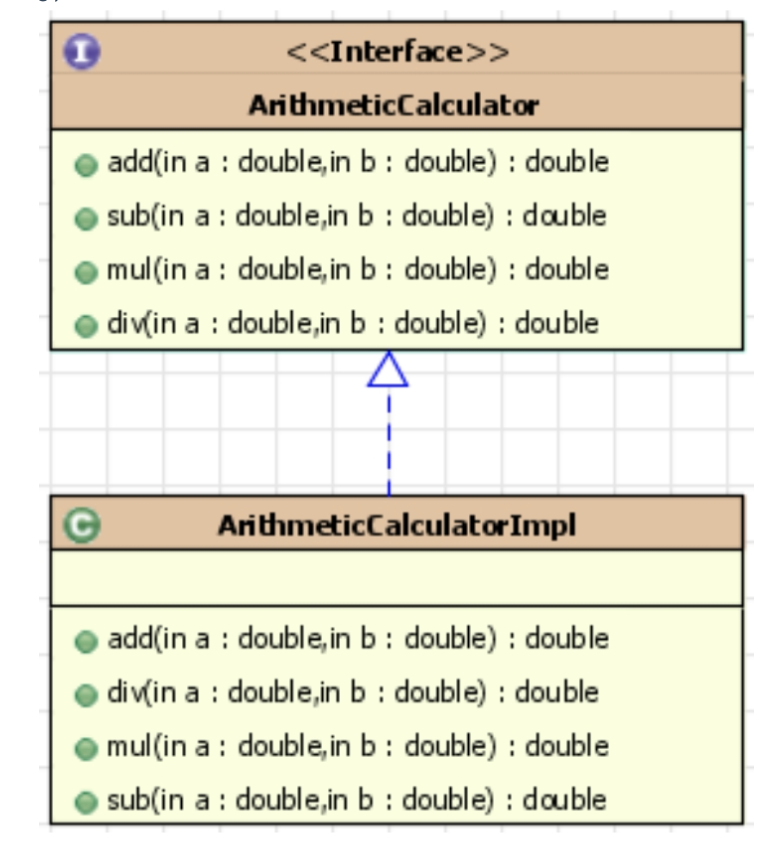 I
<<Interface>>
ArithmeticCalculator
add(in a : double,in b : double) : double
sub(in a : double,in b : double) : double
mul(in a : double,in b : double) : double
div(in a : double,in b : double) : double
C
ArithmeticCalculatorImpl
add(in a : double,in b : double) : double
div(in a : double,in b : double) : double
mul(in a : double,in b : double) : double
sub(in a : double,in b : double) : double